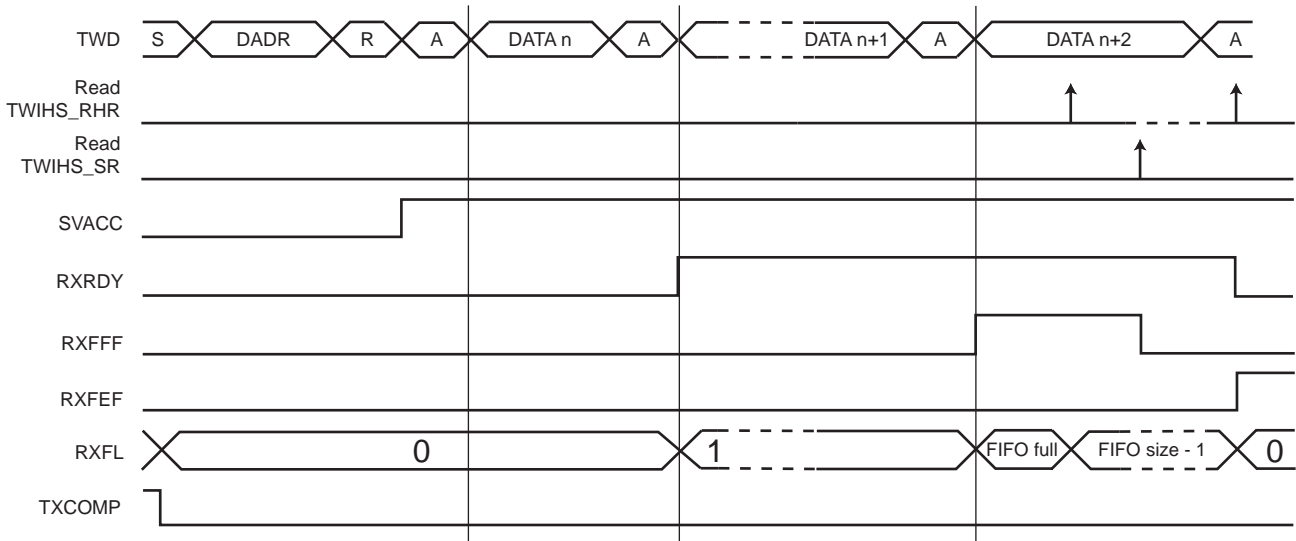 TWD S DADR R A DATA n A DATA n+1 A DATA n+2 A
Read
TWIHS_RHR
Read
TWIHS_SR
SVACC
RXRDY
RXFFF
RXFEF
RXFL 0 1 FIFO full FIFO size - 1 0
TXCOMP